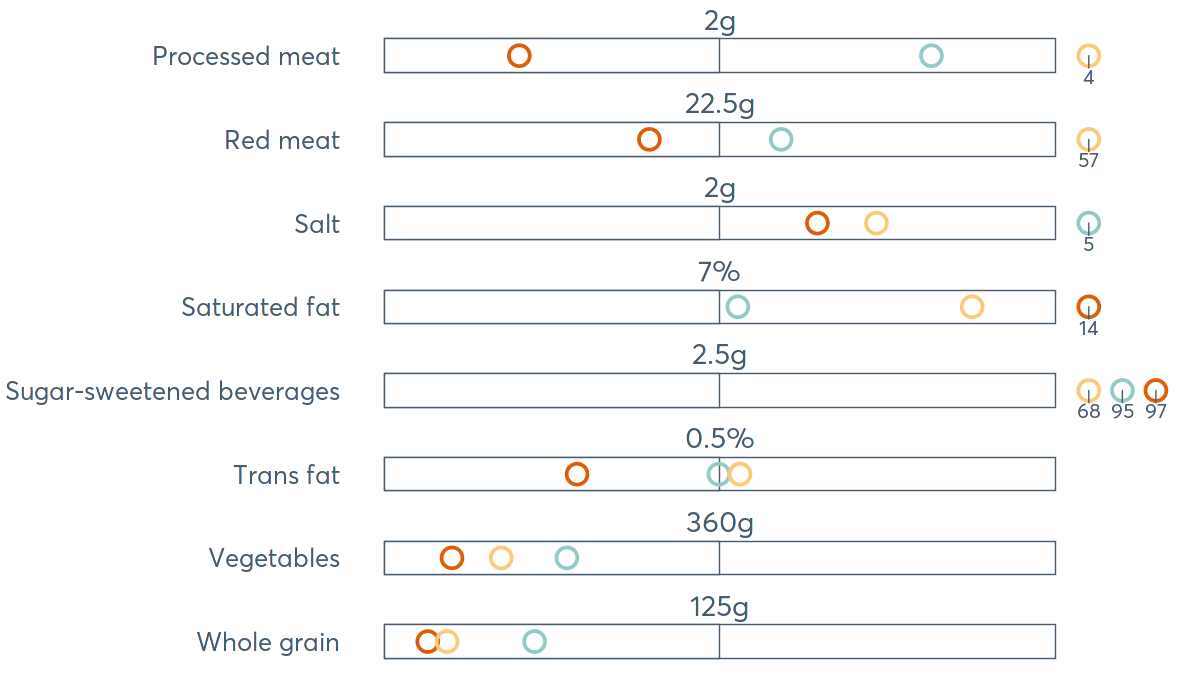 2g
Processed meat
4
22.5g
Red meat
57
2g
Salt
5
7%
Saturated fat
14
2.5g
Sugar-sweetened beverages
68 95 97
0.5%
Trans fat
360g
Vegetables
125g
Whole grain